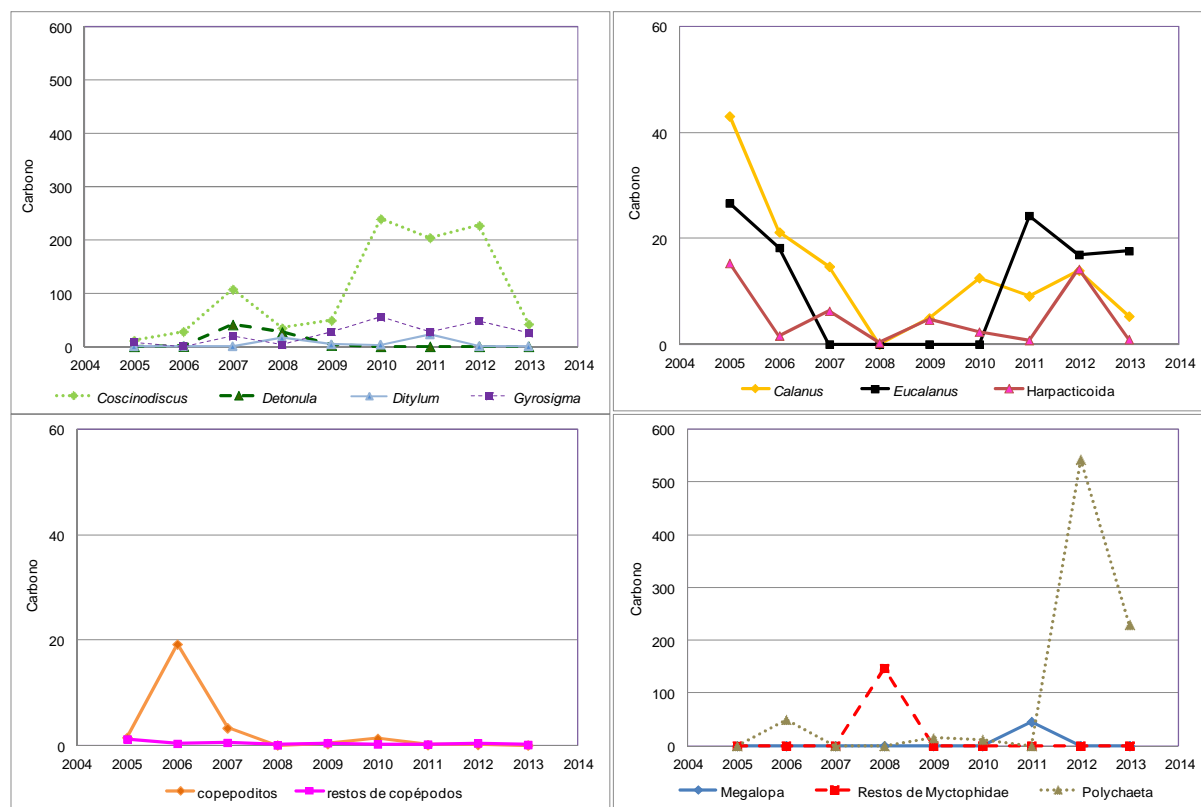 600
500
400
300
200
100
0
Carbono
2004 2005 2006 2007 2008 2009 2010 2011 2012 2013 2014
Coscinodiscus Detonula Ditylum Gyrosigma
60
40
20
0
Carbono
2004 2005 2006 2007 2008 2009 2010 2011 2012 2013 2014
Calanus Eucalanus Harpacticoida
60
40
20
0
Carbono
2004 2005 2006 2007 2008 2009 2010 2011 2012 2013 2014
copepoditos restos de copépodos
600
500
400
300
200
100
0
Carbono
2004 2005 2006 2007 2008 2009 2010 2011 2012 2013 2014
Megalopa Restos de Myctophidae Polychaeta